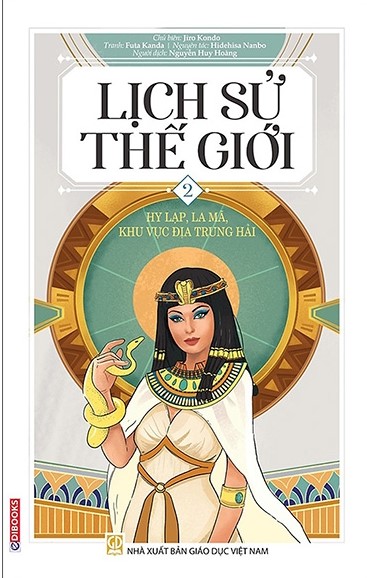 Chủ biên: Jiro Kondo
Tranh: Futa Kanda | Nguyên tác: Hidehisa Nanbo
Người dịch: Nguyễn Huy Hoàng
LỊCH SỬ
THẾ GIỚI
2
HY LẠP, LA MÃ,
KHU VỰC ĐỊA TRUNG HẢI
EDIBOOKS
GD
NHÀ XUẤT BẢN GIÁO DỤC VIỆT NAM